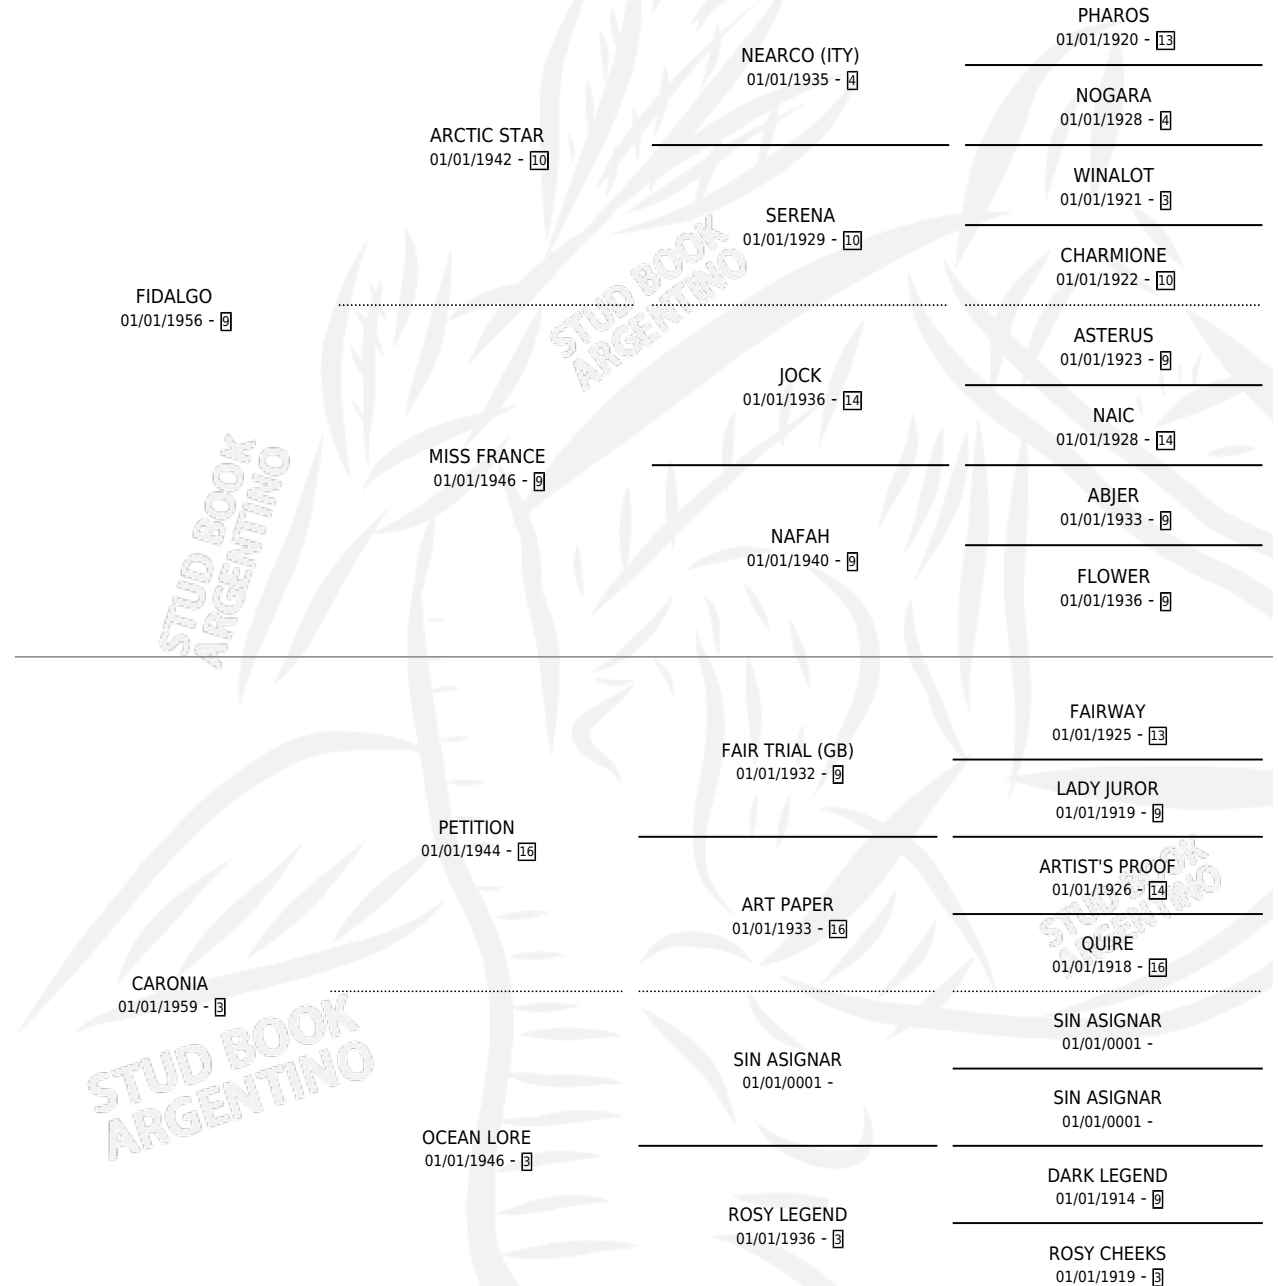 PHAROS
01/01/1920 - 13
NEARCO (ITY)
01/01/1935 - 4
NOGARA
01/01/1928 - 4
ARCTIC STAR
01/01/1942 - 10
WINALOT
01/01/1921 - 3
SERENA
01/01/1929 - 10
CHARMIONE
01/01/1922 - 10
FIDALGO
01/01/1956 - 9
ASTERUS
01/01/1923 - 9
JOCK
01/01/1936 - 14
NAIC
01/01/1928 - 14
MISS FRANCE
01/01/1946 - 9
ABJER
01/01/1933 - 9
NAFAH
01/01/1940 - 9
FLOWER
01/01/1936 - 9
STUD BOOK
ARGENTINO
STUD BOOK
ARGENTINO
FAIRWAY
01/01/1925 - 13
FAIR TRIAL (GB)
01/01/1932 - 9
LADY JUROR
01/01/1919 - 9
PETITION
01/01/1944 - 16
ARTIST'S PROOF
01/01/1926 - 14
ART PAPER
01/01/1933 - 16
QUIRE
01/01/1918 - 16
CARONIA
01/01/1959 - 3
SIN ASIGNAR
01/01/0001 -
SIN ASIGNAR
01/01/0001 -
SIN ASIGNAR
01/01/0001 -
OCEAN LORE
01/01/1946 - 3
DARK LEGEND
01/01/1914 - 9
ROSY LEGEND
01/01/1936 - 3
ROSY CHEEKS
01/01/1919 - 3
STUD BOOK
ARGENTINO
STUD BOOK
ARGENTINO